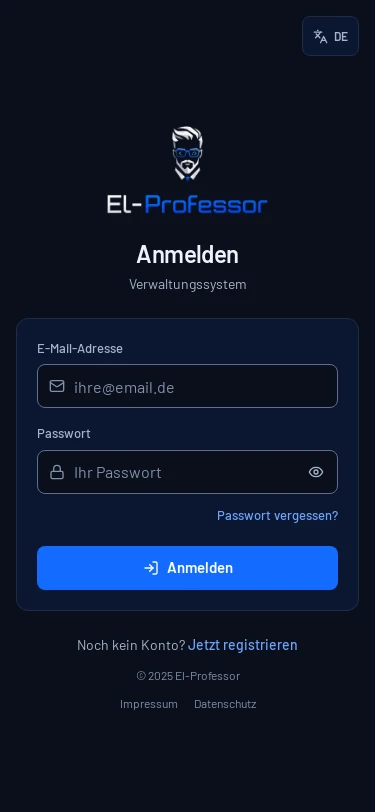 DE
El-Professor
Anmelden
Verwaltungssystem
E-Mail-Adresse
ihre@email.de
Passwort
Ihr Passwort
Passwort vergessen?
Anmelden
Noch kein Konto? Jetzt registrieren
© 2025 El-Professor
Impressum Datenschutz